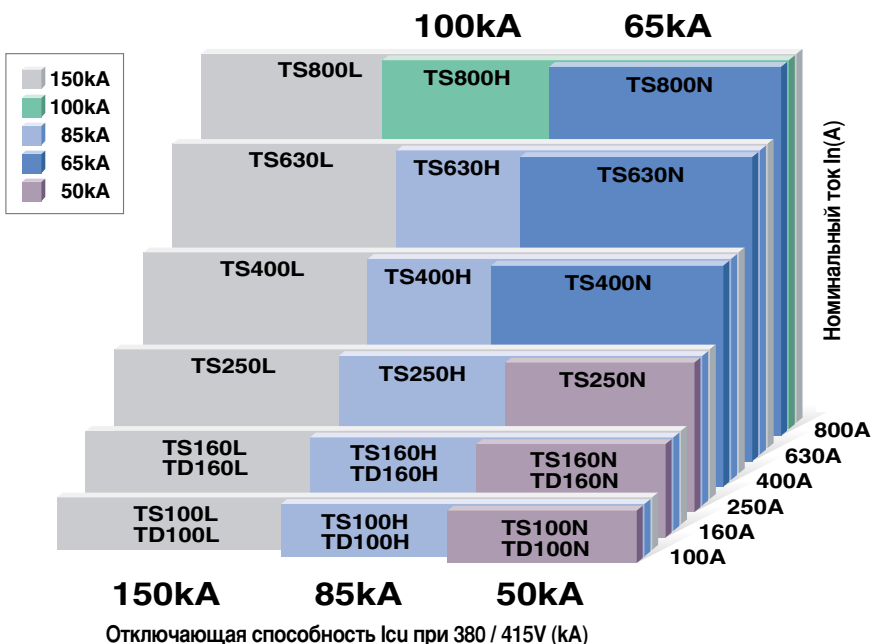 100kA 65kA
150kA
100kA
85kA
65kA
50kA
TS800L TS800H TS800N
TS630L TS630H TS630N
TS400L TS400H TS400N
TS250L TS250H TS250N
TS160L TS160H TS160N
TD160L TD160H TD160N
TS100L TS100H TS100N
TD100L TD100H TD100N
Номинальный ток In(A)
800A
630A
400A
250A
160A
100A
150kA 85kA 50kA
Отключающая способность Icu при 380 / 415V (kA)